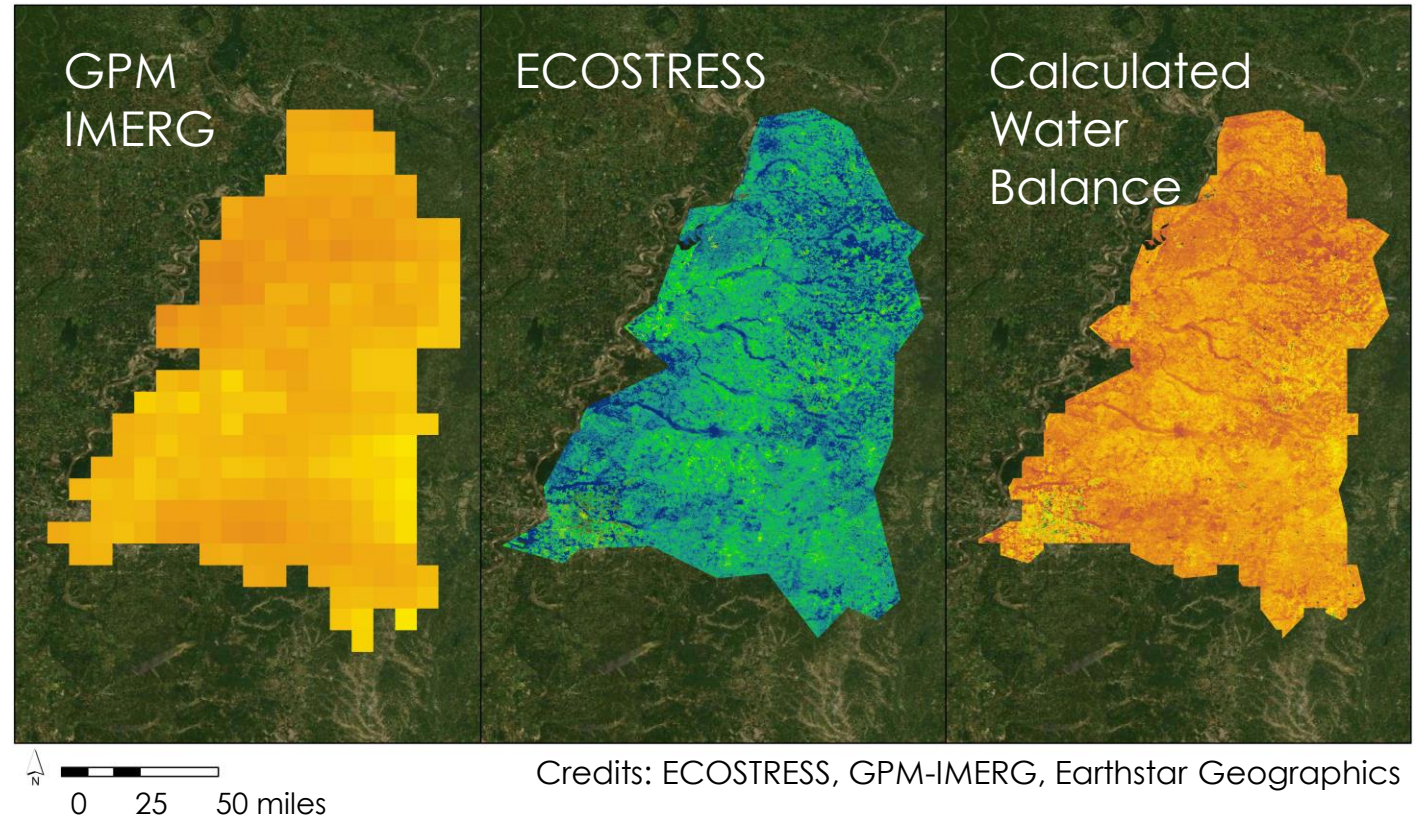 GPM
IMERG
ECOSTRESS
Calculated
Water
Balance
N
0 25 50 miles
Credits: ECOSTRESS, GPM-IMERG, Earthstar Geographics